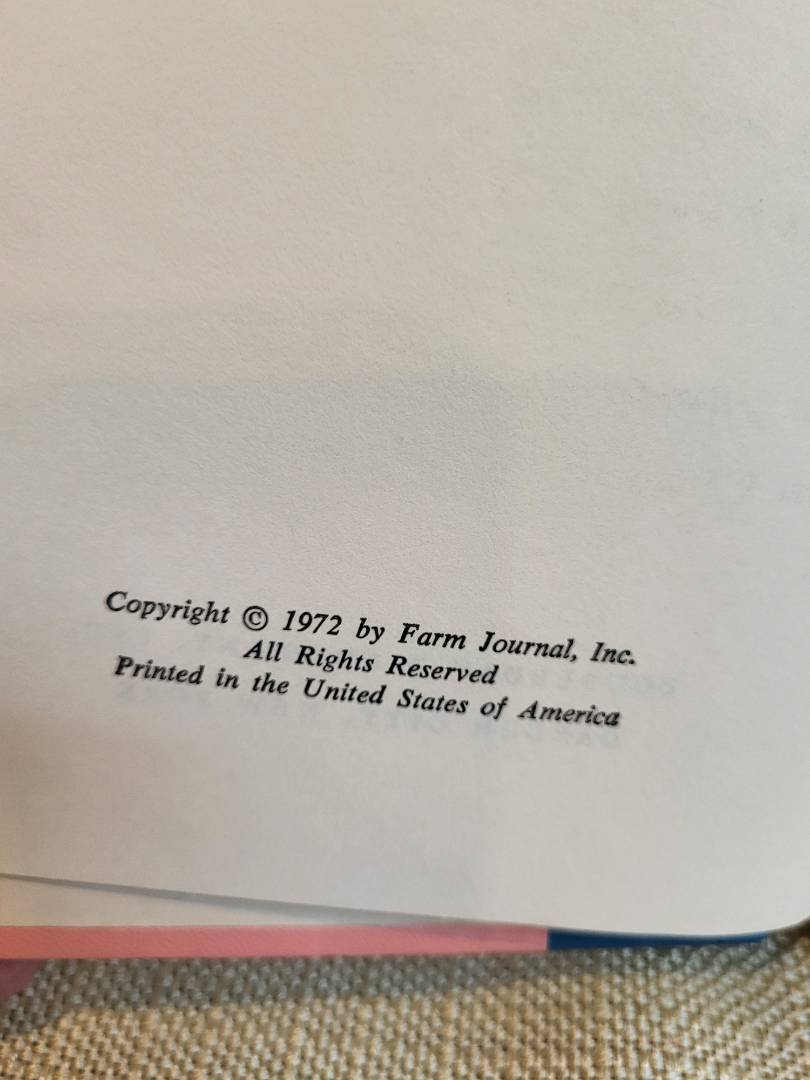 Copyright © 1972 by Farm Journal, Inc.
All Rights Reserved
Printed in the United States of America